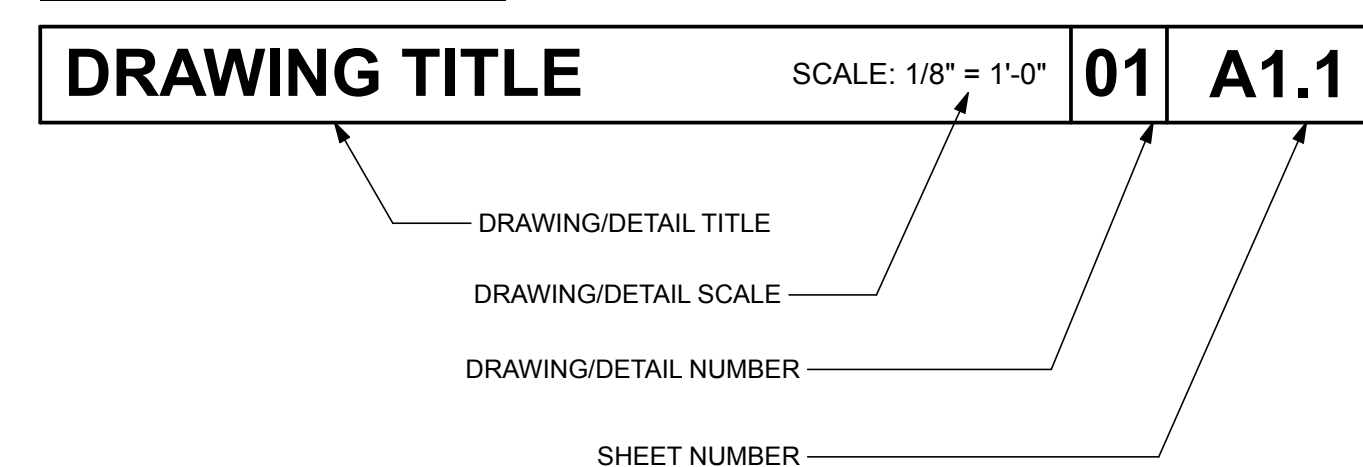 DRAWING TITLE SCALE: 1/8" = 1'-0" 01 A1.1
DRAWING/DETAIL TITLE
DRAWING/DETAIL SCALE
DRAWING/DETAIL NUMBER
SHEET NUMBER